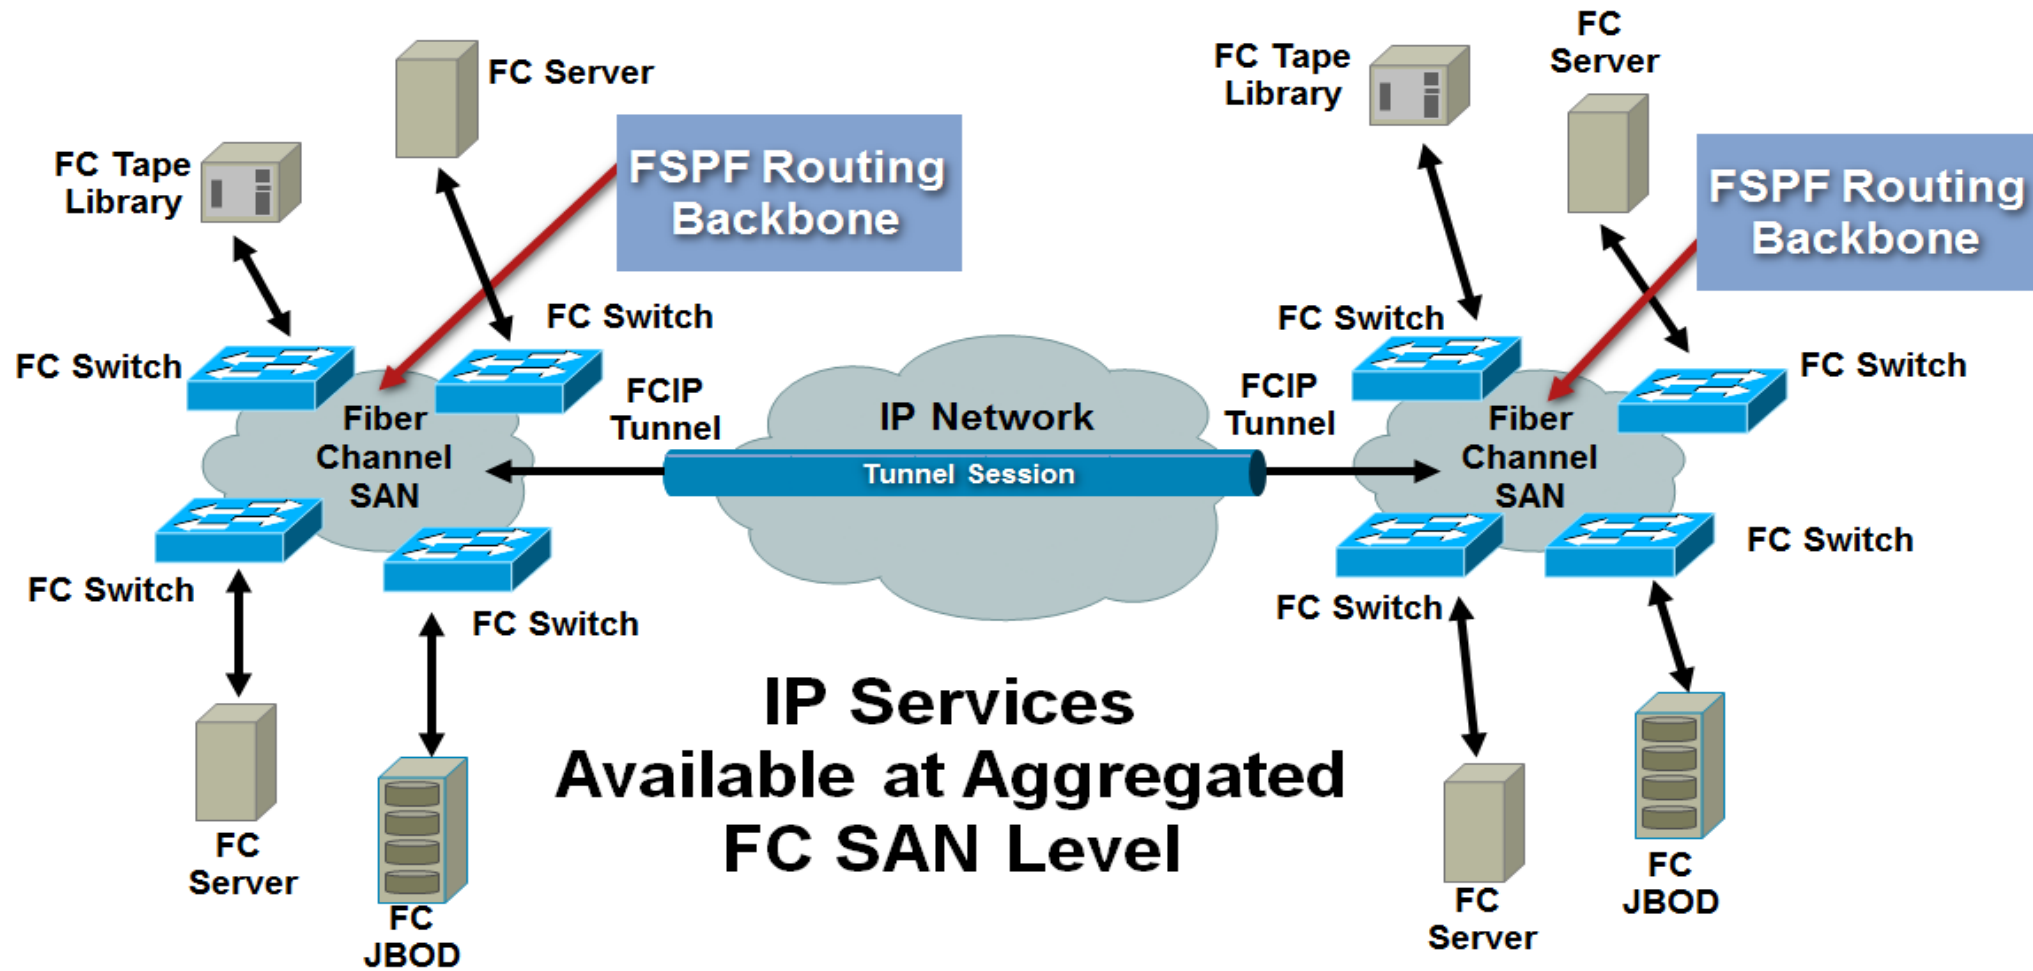 FC Server
FC Tape
Library
FSPF Routing
Backbone
FC Switch
FC Switch
Fiber
Channel
SAN
FCIP
Tunnel
FC Switch
FC Switch
FC
Server
FC
JBOD
IP Network
Tunnel Session
IP Services
Available at Aggregated
FC SAN Level
FC Tape
Library
FC
Server
FSPF Routing
Backbone
FC Switch
FC Switch
FCIP
Tunnel
Fiber
Channel
SAN
FC Switch
FC Switch
FC
Server
FC
JBOD